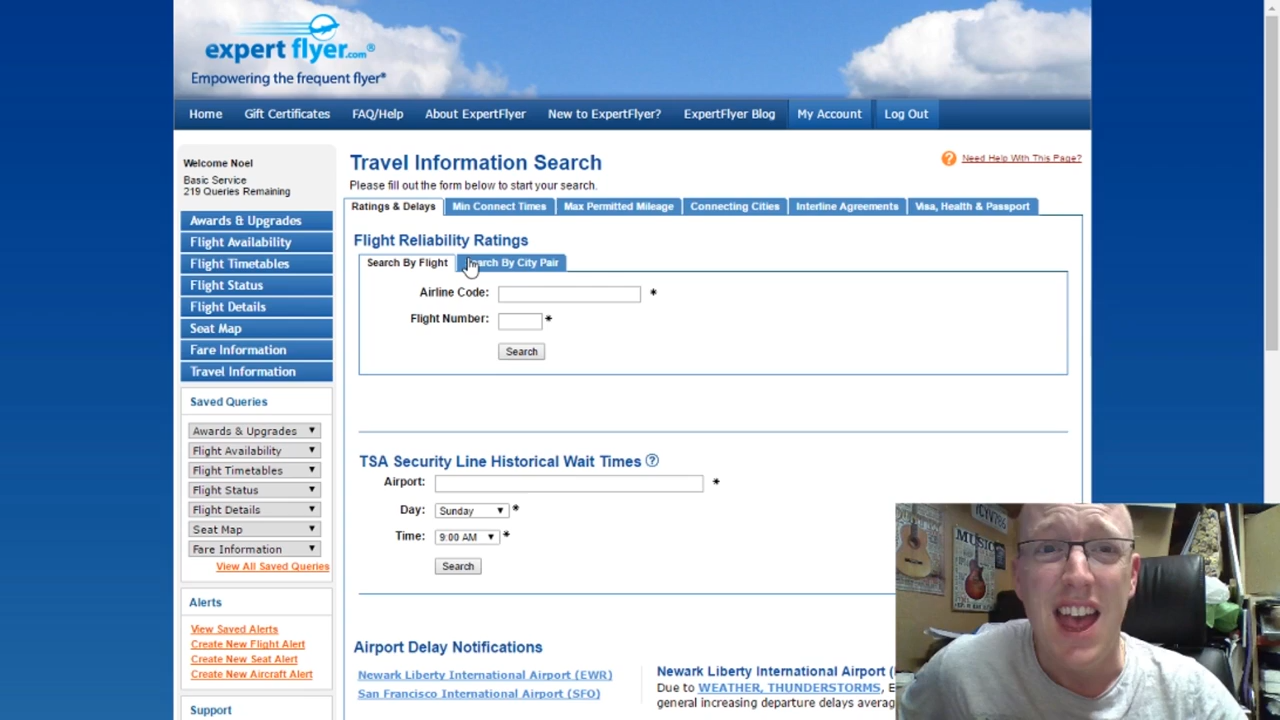 expert flyer.com®
Empowering the frequent flyer®
Home Gift Certificates FAQ/Help About ExpertFlyer New to ExpertFlyer? ExpertFlyer Blog My Account Log Out
Welcome Noel
Basic Service
219 Queries Remaining
Awards & Upgrades
Flight Availability
Flight Timetables
Flight Status
Flight Details
Seat Map
Fare Information
Travel Information
Saved Queries
Awards & Upgrades
Flight Availability
Flight Timetables
Flight Status
Flight Details
Seat Map
Fare Information
View All Saved Queries
Alerts
View Saved Alerts
Create New Flight Alert
Create New Seat Alert
Create New Aircraft Alert
Support
Travel Information Search
? Need Help With This Page?
Please fill out the form below to start your search.
Ratings & Delays Min Connect Times Max Permitted Mileage Connecting Cities Interline Agreements Visa, Health & Passport
Flight Reliability Ratings
Search By Flight arch By City Pair
Airline Code: *
Flight Number: *
Search
TSA Security Line Historical Wait Times ?
Airport: *
Day: Sunday *
Time: 9:00 AM *
Search
Airport Delay Notifications
Newark Liberty International Airport (EWR)
San Francisco International Airport (SFO)
Newark Liberty International Airport (
Due to WEATHER, THUNDERSTORMS, E
general increasing departure delays averag
MUSIC